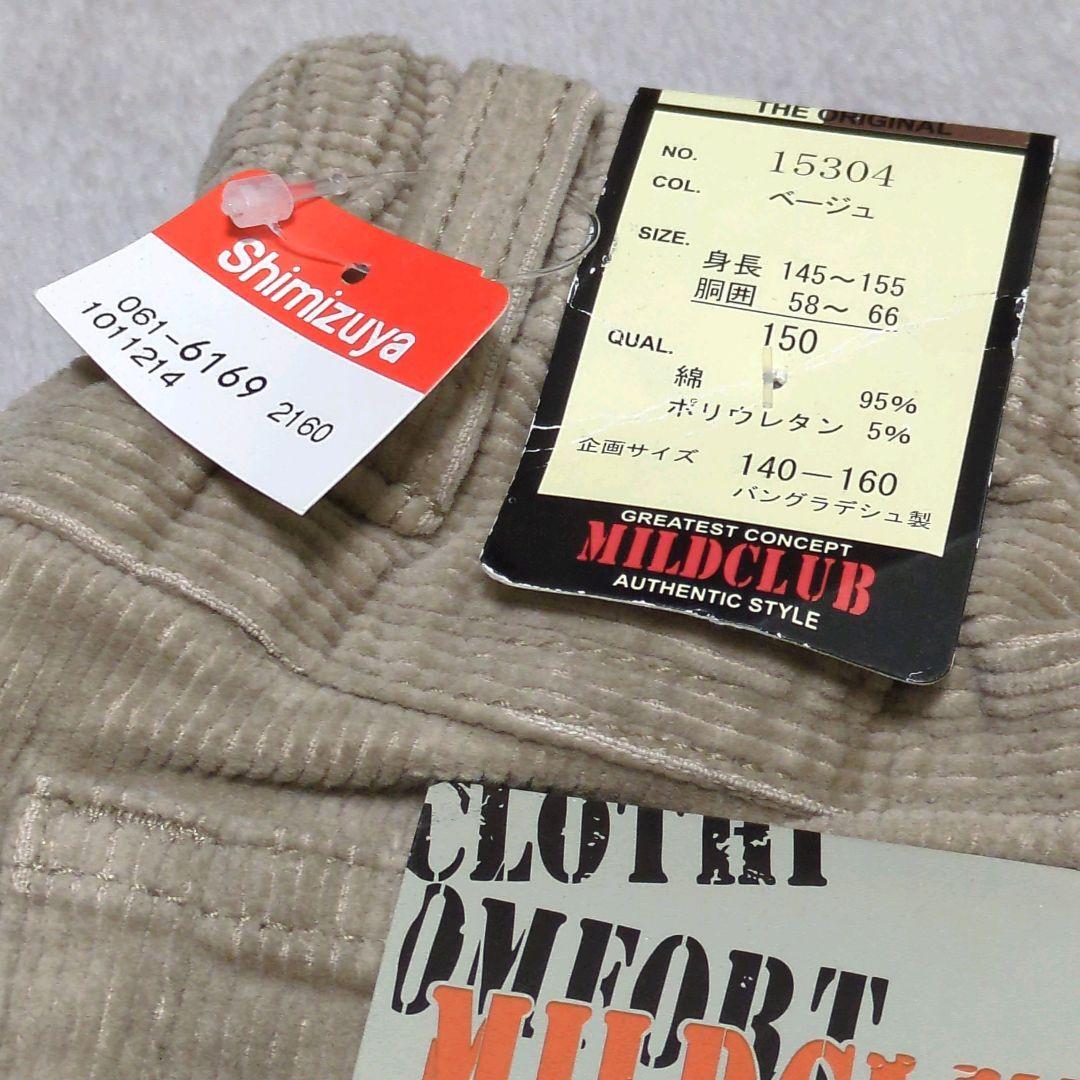 Shimizuya
061-6169 2160
1011214
THE ORIGINAL
NO. 15304
COL. ベージュ
SIZE.
身長 145～155
胴囲 58～ 66
150
QUAL.
綿 95%
ポリウレタン 5%
企画サイズ 140－160
バングラデシュ製
GREATEST CONCEPT
MILDCLUB
AUTHENTIC STYLE
CLOTHI
OMFORT
MILDCL